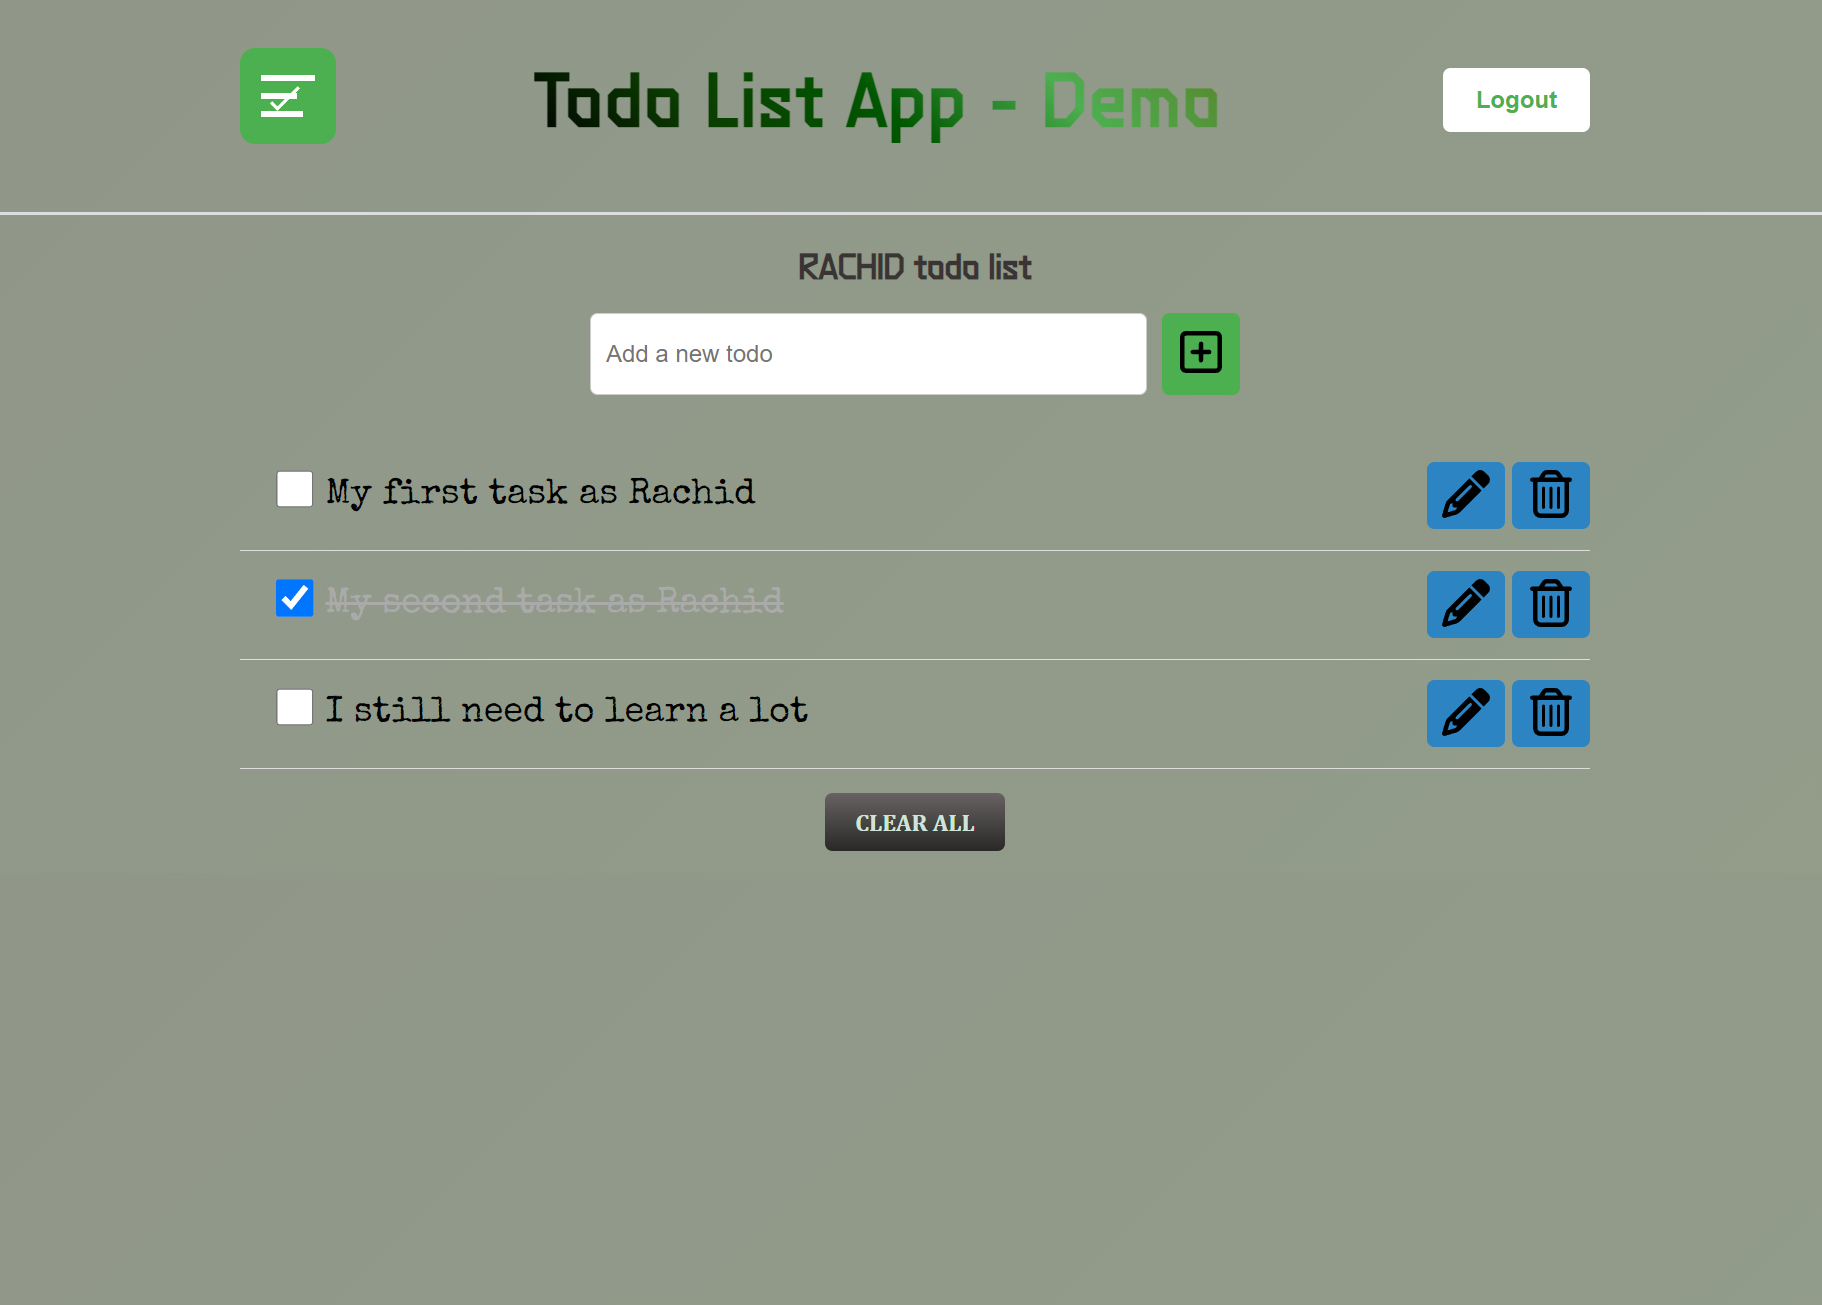 Todo List App - Demo
Logout
RACHID todo list
Add a new todo
My first task as Rachid
My second task as Rachid
I still need to learn a lot
CLEAR ALL